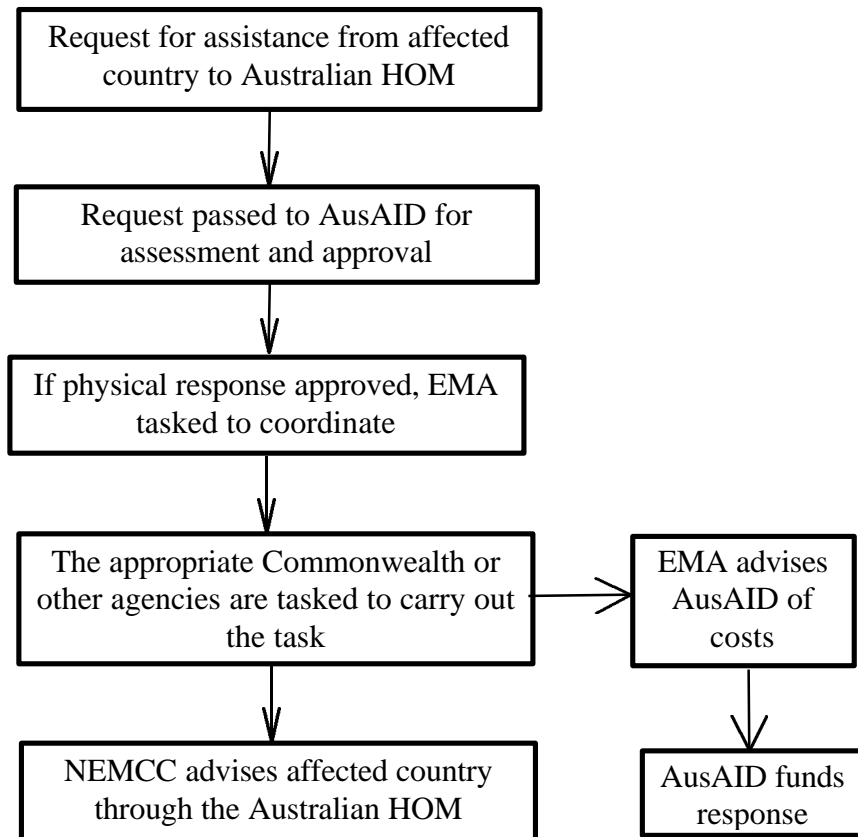 Request for assistance from affected
country to Australian HOM
Request passed to AusAID for
assessment and approval
If physical response approved, EMA
tasked to coordinate
The appropriate Commonwealth or
other agencies are tasked to carry out
the task
EMA advises
AusAID of
costs
NEMCC advises affected country
through the Australian HOM
AusAID funds
response